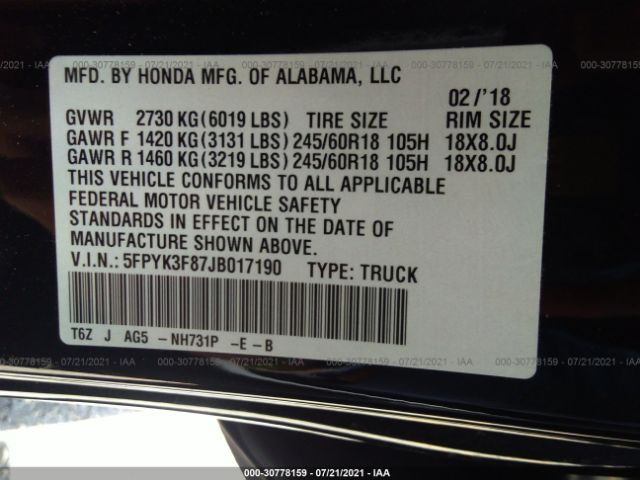 000-30778159 - 07/21/2021 - IAA
MFD. BY HONDA MFG. OF ALABAMA, LLC
02 /'18
GVWR 2730 KG(6019 LBS) TIRE SIZE RIM SIZE
GAWR F 1420 KG(3131 LBS) 245/60R18 105H 18X8.0J
GAWR R 1460 KG(3219 LBS) 245/60R18 105H 18X8.0J
THIS VEHICLE CONFORMS TO ALL APPLICABLE
FEDERAL MOTOR VEHICLE SAFETY
STANDARDS IN EFFECT ON THE DATE OF
MANUFACTURE SHOWN ABOVE.
V.I.N.: 5FPYK3F87JB017190 TYPE: TRUCK
T6Z J AG5 -NH731P -E -B
000-30778159 - 07/21/2021 - IAA